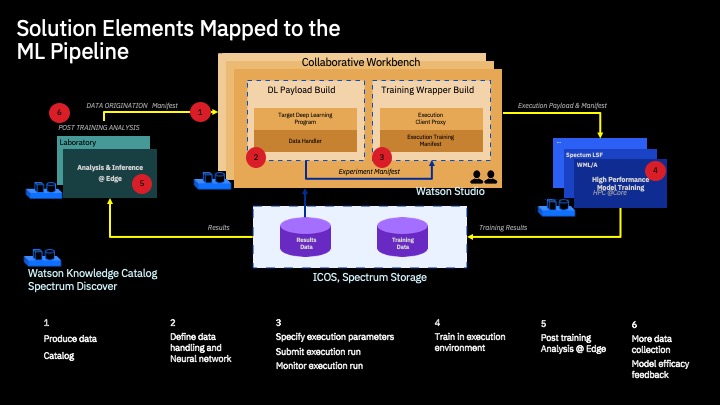 Solution Elements Mapped to the
ML Pipeline
Collaborative Workbench
DL Payload Build
Training Wrapper Build
6
DATA ORIGINATION Manifest
1
Execution Payload & Manifest
Target Deep Learning
Program
Execution
Client Proxy
POST TRAINING ANALYSIS
Laboratory
Data Handler
Execution Training
Manifest
2
3
Spectum LSF
WML/A
4
Analysis & Inference
@ Edge
5
Experiment Manifest
High Performance
Model Training
HPC @Core
Watson Studio
Results
Results
Data
Training
Data
Training Results
Watson Knowledge Catalog
Spectrum Discover
ICOS, Spectrum Storage
1
Produce data
Catalog
2
Define data
handling and
Neural network
3
Specify execution parameters
Submit execution run
Monitor execution run
4
Train in execution
environment
5
Post training
Analysis @ Edge
6
More data
collection
Model efficacy
feedback